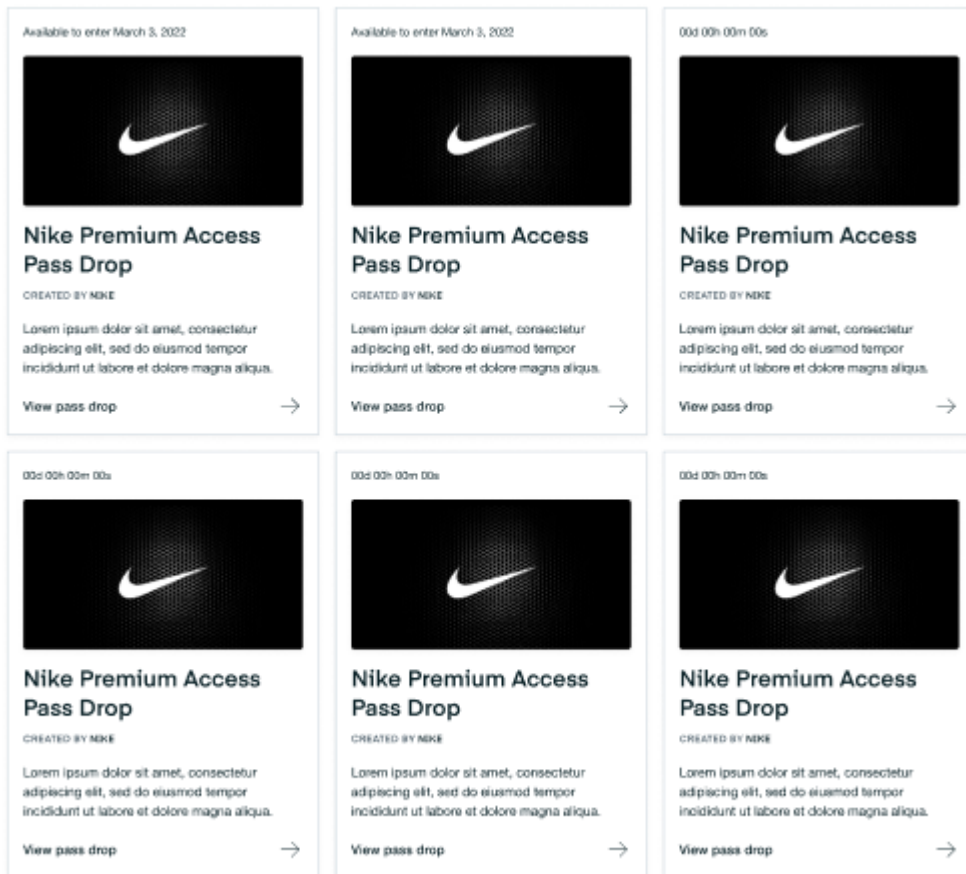 Available to enter March 3, 2022
Nike Premium Access
Pass Drop
CREATED BY NIKE
Lorem ipsum dolor sit amet, consectetur
adipiscing elit, sed do eiusmod tempor
incididunt ut labore et dolore magna aliqua.
View pass drop
Available to enter March 3, 2022
Nike Premium Access
Pass Drop
CREATED BY NIKE
Lorem ipsum dolor sit amet, consectetur
adipiscing elit, sed do eiusmod tempor
incididunt ut labore et dolore magna aliqua.
View pass drop
00d 00h 00m 00s
Nike Premium Access
Pass Drop
CREATED BY NIKE
Lorem ipsum dolor sit amet, consectetur
adipiscing elit, sed do eiusmod tempor
incididunt ut labore et dolore magna aliqua.
View pass drop
00d 00h 00m 00s
Nike Premium Access
Pass Drop
CREATED BY NIKE
Lorem ipsum dolor sit amet, consectetur
adipiscing elit, sed do eiusmod tempor
incididunt ut labore et dolore magna aliqua.
View pass drop
00d 00h 00m 00s
Nike Premium Access
Pass Drop
CREATED BY NIKE
Lorem ipsum dolor sit amet, consectetur
adipiscing elit, sed do eiusmod tempor
incididunt ut labore et dolore magna aliqua.
View pass drop
00d 00h 00m 00s
Nike Premium Access
Pass Drop
CREATED BY NIKE
Lorem ipsum dolor sit amet, consectetur
adipiscing elit, sed do eiusmod tempor
incididunt ut labore et dolore magna aliqua.
View pass drop